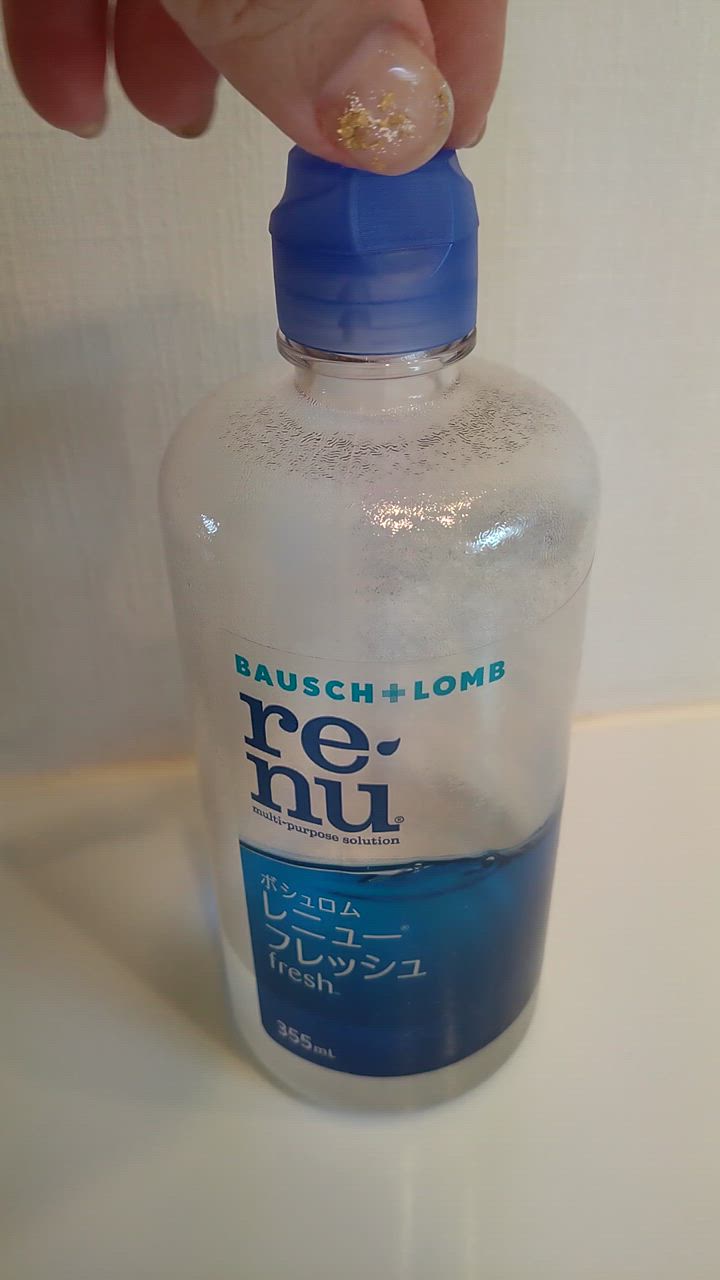 BAUSCH + LOMB
re
nu®
multi-purpose solution
ボシュロム
レニュー®
フレッシュ
fresh™
355mL